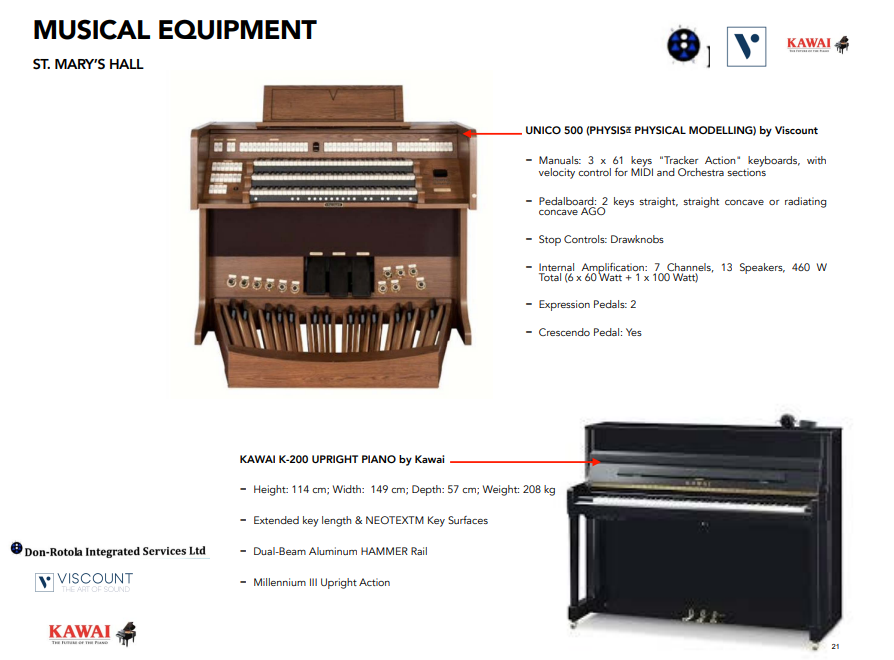 MUSICAL EQUIPMENT
ST. MARY'S HALL
KAWAI
THE FUTURE OF THE PIANO
UNICO 500 (PHYSIS® PHYSICAL MODELLING) by Viscount
– Manuals: 3 x 61 keys "Tracker Action" keyboards, with
velocity control for MIDI and Orchestra sections
– Pedalboard: 2 keys straight, straight concave or radiating
concave AGO
– Stop Controls: Drawknobs
– Internal Amplification: 7 Channels, 13 Speakers, 460 W
Total (6 x 60 Watt + 1 x 100 Watt)
– Expression Pedals: 2
– Crescendo Pedal: Yes
KAWAI K-200 UPRIGHT PIANO by Kawai
– Height: 114 cm; Width: 149 cm; Depth: 57 cm; Weight: 208 kg
– Extended key length & NEOTEXTM Key Surfaces
– Dual-Beam Aluminum HAMMER Rail
– Millennium III Upright Action
KAWAI
Don-Rotola Integrated Services Ltd
VISCOUNT
THE ART OF SOUND
KAWAI
THE FUTURE OF THE PIANO
21